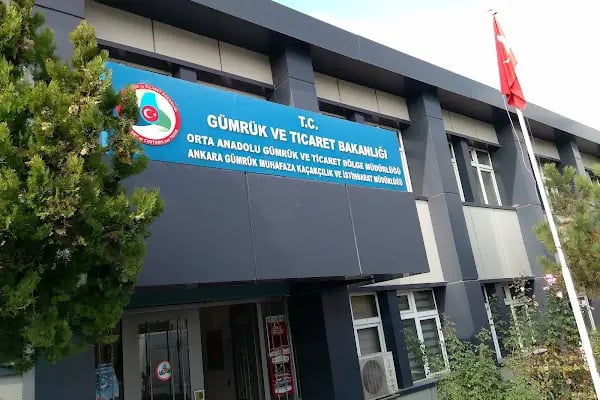 T.C.
GÜMRÜK VE TİCARET BAKANLIĞI
ORTA ANADOLU GÜMRÜK VE TİCARET BÖLGE MÜDÜRLÜĞÜ
ANKARA GÜMRÜK MUHAFAZA KAÇAKÇILIK VE İSTİHBARAT MÜDÜRLÜĞÜ